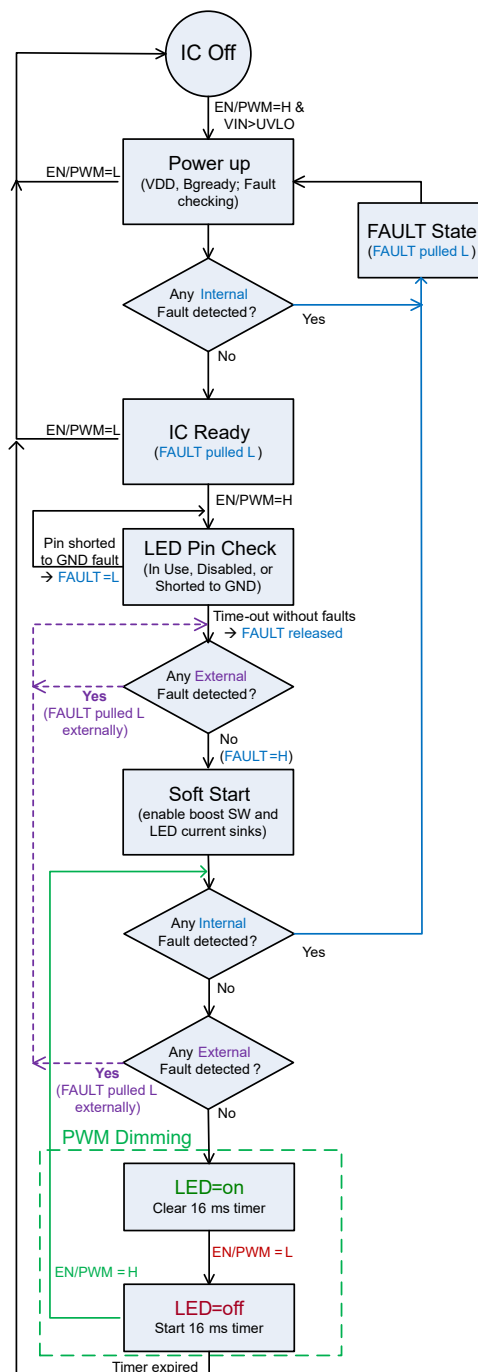 IC Off
EN/PWM=H &
VIN>UVLO
Power up
(VDD, Bgready; Fault
checking)
EN/PWM=L
FAULT State
(FAULT pulled L)
Any Internal
Fault detected?
Yes
No
IC Ready
(FAULT pulled L)
EN/PWM=L
EN/PWM=H
Pin shorted
to GND fault
→ FAULT=L
LED Pin Check
(In Use, Disabled, or
Shorted to GND)
Time-out without faults
→ FAULT released
Any External
Fault detected?
Yes
(FAULT pulled L
externally)
No
(FAULT=H)
Soft Start
(enable boost SW and
LED current sinks)
Any Internal
Fault detected?
Yes
No
Any External
Fault detected?
Yes
(FAULT pulled L
externally)
No
PWM Dimming
LED=on
Clear 16 ms timer
EN/PWM = L
EN/PWM = H
LED=off
Start 16 ms timer
Timer expired